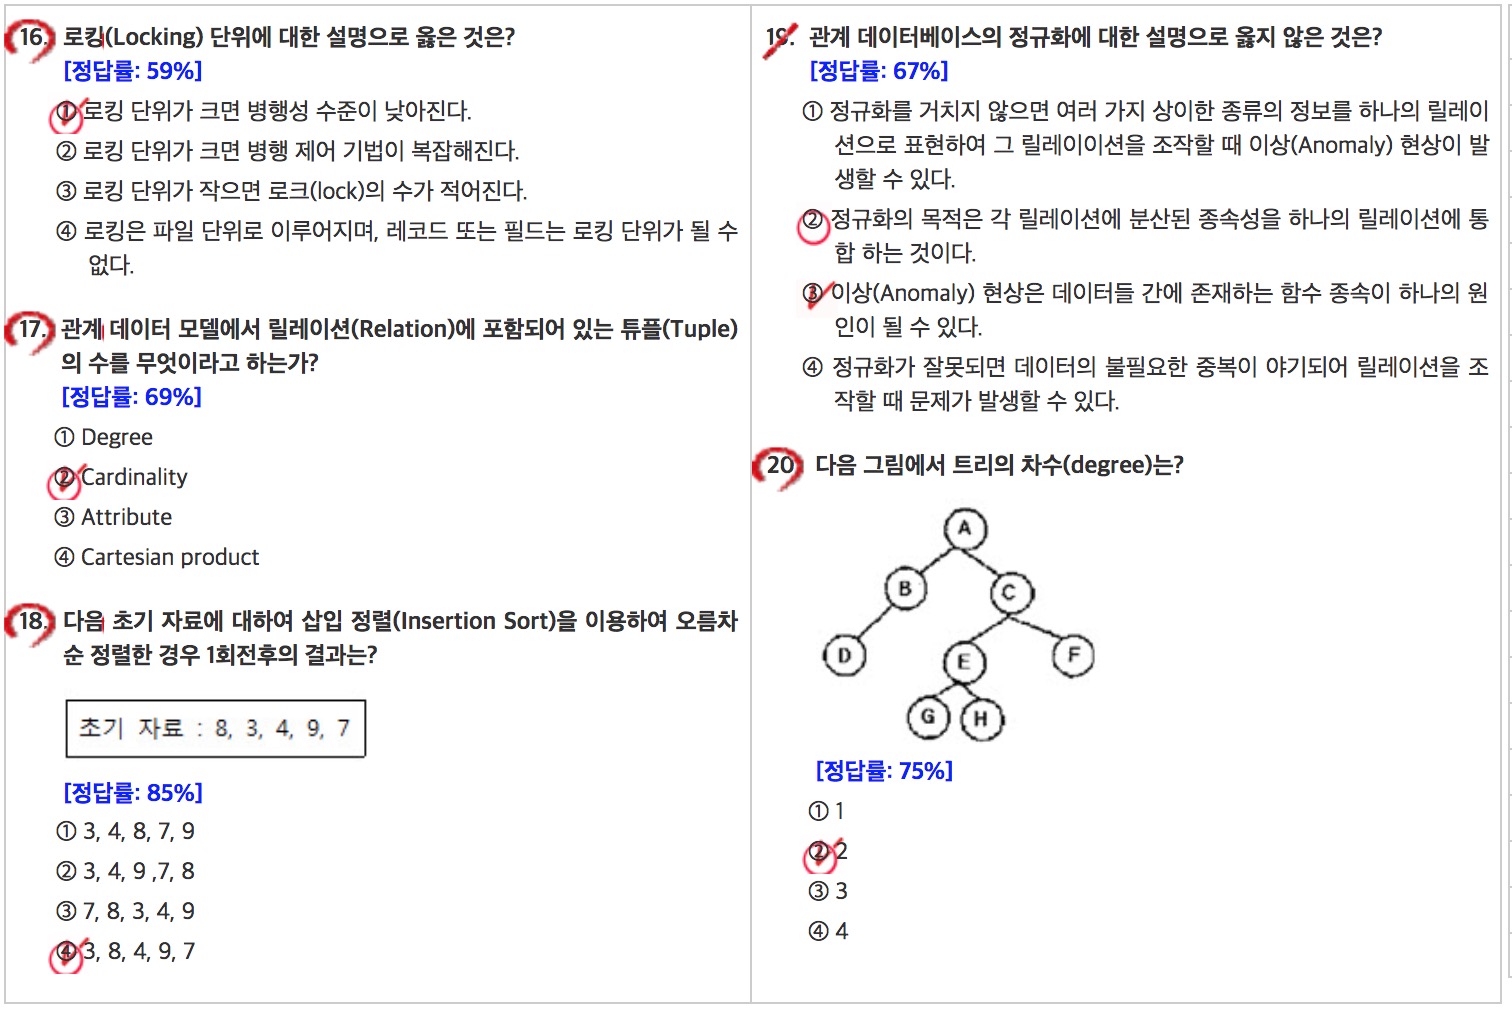 16. 로킹(Locking) 단위에 대한 설명으로 옳은 것은?
[정답률: 59%]
① 로킹 단위가 크면 병행성 수준이 낮아진다.
② 로킹 단위가 크면 병행 제어 기법이 복잡해진다.
③ 로킹 단위가 작으면 로크(lock)의 수가 적어진다.
④ 로킹은 파일 단위로 이루어지며, 레코드 또는 필드는 로킹 단위가 될 수
없다.
17. 관계 데이터 모델에서 릴레이션(Relation)에 포함되어 있는 튜플(Tuple)
의 수를 무엇이라고 하는가?
[정답률: 69%]
① Degree
② Cardinality
③ Attribute
④ Cartesian product
18. 다음 초기 자료에 대하여 삽입 정렬(Insertion Sort)을 이용하여 오름차
순 정렬한 경우 1회전후의 결과는?
초기 자료 : 8, 3, 4, 9, 7
[정답률: 85%]
① 3, 4, 8, 7, 9
② 3, 4, 9 ,7, 8
③ 7, 8, 3, 4, 9
④ 3, 8, 4, 9, 7
19. 관계 데이터베이스의 정규화에 대한 설명으로 옳지 않은 것은?
[정답률: 67%]
① 정규화를 거치지 않으면 여러 가지 상이한 종류의 정보를 하나의 릴레이
션으로 표현하여 그 릴레이이션을 조작할 때 이상(Anomaly) 현상이 발
생할 수 있다.
② 정규화의 목적은 각 릴레이션에 분산된 종속성을 하나의 릴레이션에 통
합 하는 것이다.
③ 이상(Anomaly) 현상은 데이터들 간에 존재하는 함수 종속이 하나의 원
인이 될 수 있다.
④ 정규화가 잘못되면 데이터의 불필요한 중복이 야기되어 릴레이션을 조
작할 때 문제가 발생할 수 있다.
20. 다음 그림에서 트리의 차수(degree)는?
A
B C
D E F
G H
[정답률: 75%]
① 1
② 2
③ 3
④ 4